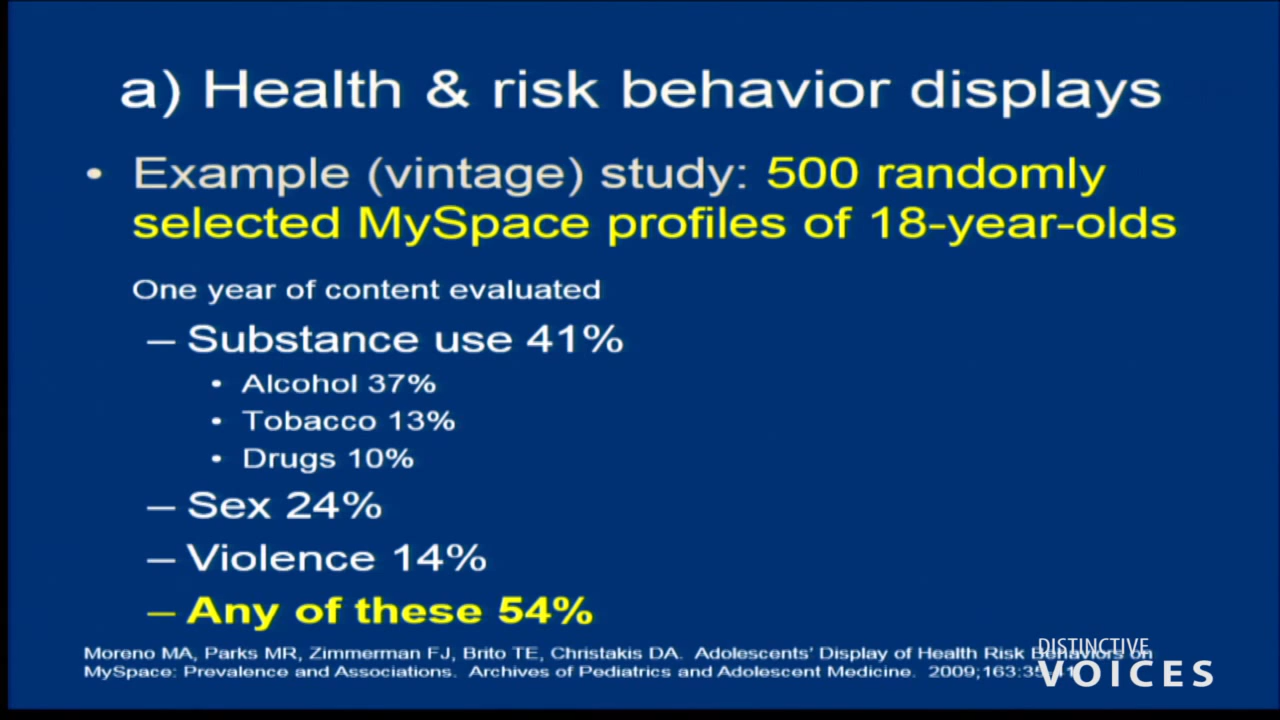 a) Health & risk behavior displays
• Example (vintage) study: 500 randomly
selected MySpace profiles of 18-year-olds
One year of content evaluated
– Substance use 41%
• Alcohol 37%
• Tobacco 13%
• Drugs 10%
– Sex 24%
– Violence 14%
– Any of these 54%
Moreno MA, Parks MR, Zimmerman FJ, Brito TE, Christakis DA. Adolescents' Display of Health Risk Behaviors on
MySpace: Prevalence and Associations. Archives of Pediatrics and Adolescent Medicine. 2009;163:35
DISTINCTIVE
VOICES